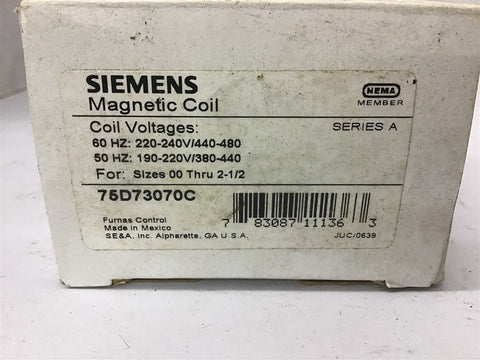 SIEMENS
Magnetic Coil
NEMA
MEMBER
Coil Voltages:
SERIES A
60 HZ: 220-240V/440-480
50 HZ: 190-220V/380-440
For: Sizes 00 Thru 2-1/2
75D73070C
7 83087 11136 3
Furnas Control
Made in Mexico
SE&A, Inc. Alpharetta, GA U.S.A.
JUC/0639